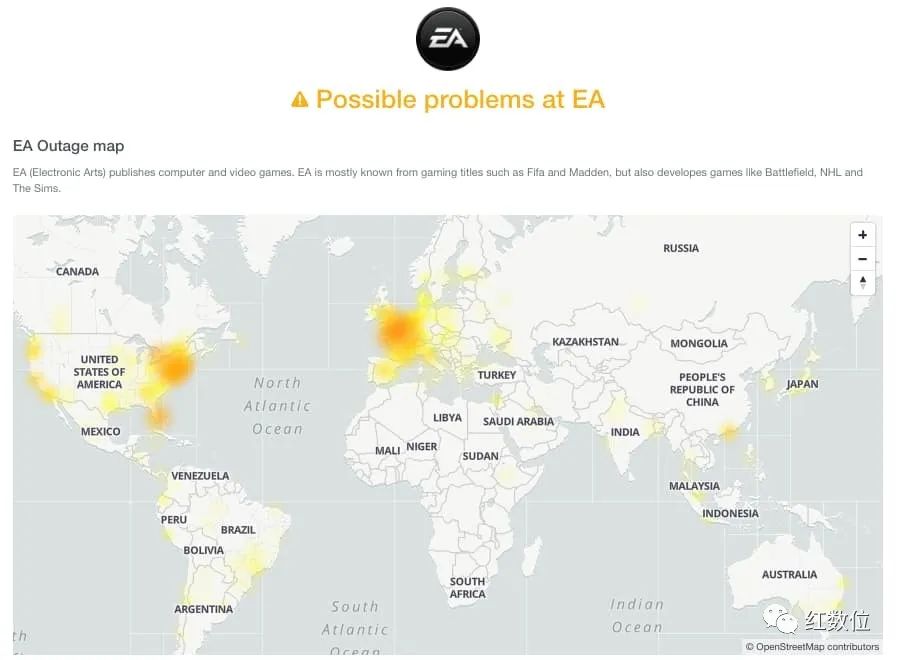 EA
Possible problems at EA
EA Outage map
EA (Electronic Arts) publishes computer and video games. EA is mostly known from gaming titles such as Fifa and Madden, but also developes games like Battlefield, NHL and
The Sims.
+
−
RUSSIA
CANADA
KAZAKHSTAN
MONGOLIA
UNITED
STATES OF
AMERICA
TURKEY
PEOPLE'S
REPUBLIC OF
CHINA
JAPAN
North
Atlantic
Ocean
LIBYA
SAUDI ARABIA
MEXICO
INDIA
MALI
NIGER
SUDAN
VENEZUELA
MALAYSIA
INDONESIA
PERU
BRAZIL
BOLIVIA
AUSTRALIA
SOUTH
AFRICA
ARGENTINA
South
Atlantic
Ocean
Indian
Ocean
th
红数位
© OpenStreetMap contributors